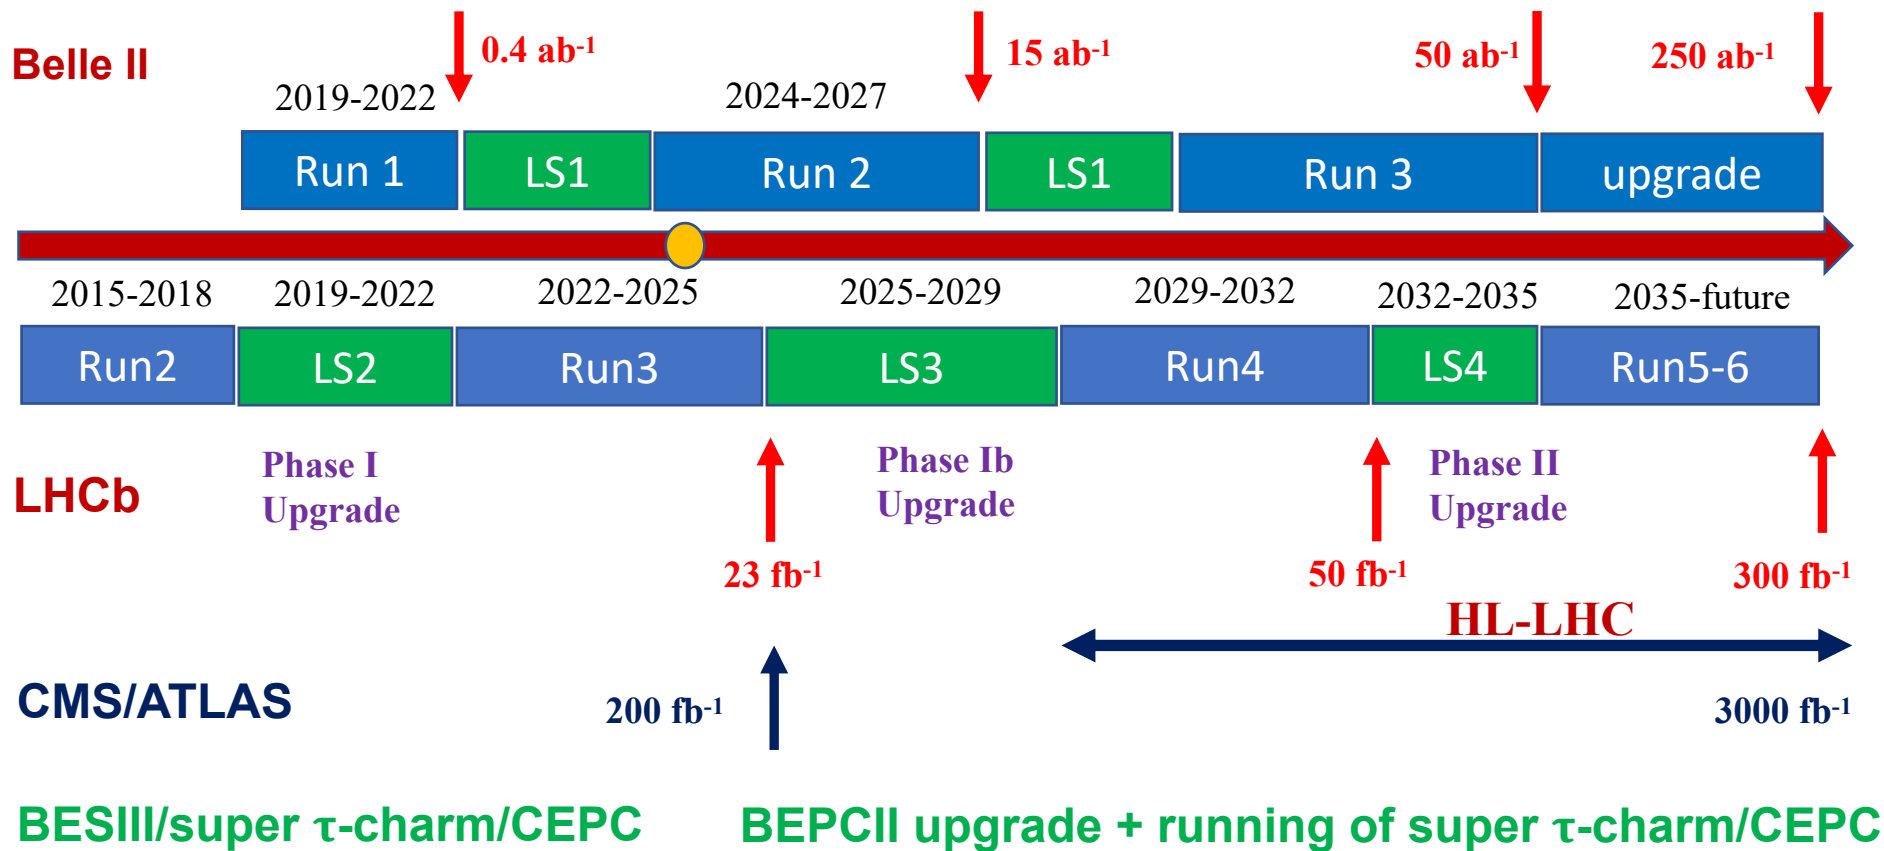 Belle II
0.4 ab-1
15 ab-1
50 ab-1
250 ab-1
2019-2022
2024-2027
Run 1
LS1
Run 2
LS1
Run 3
upgrade
2015-2018
2019-2022
2022-2025
2025-2029
2029-2032
2032-2035
2035-future
Run2
LS2
Run3
LS3
Run4
LS4
Run5-6
LHCb
Phase I
Upgrade
Phase Ib
Upgrade
Phase II
Upgrade
23 fb-1
50 fb-1
300 fb-1
HL-LHC
CMS/ATLAS
200 fb-1
3000 fb-1
BESIII/super τ-charm/CEPC
BEPCII upgrade + running of super τ-charm/CEPC